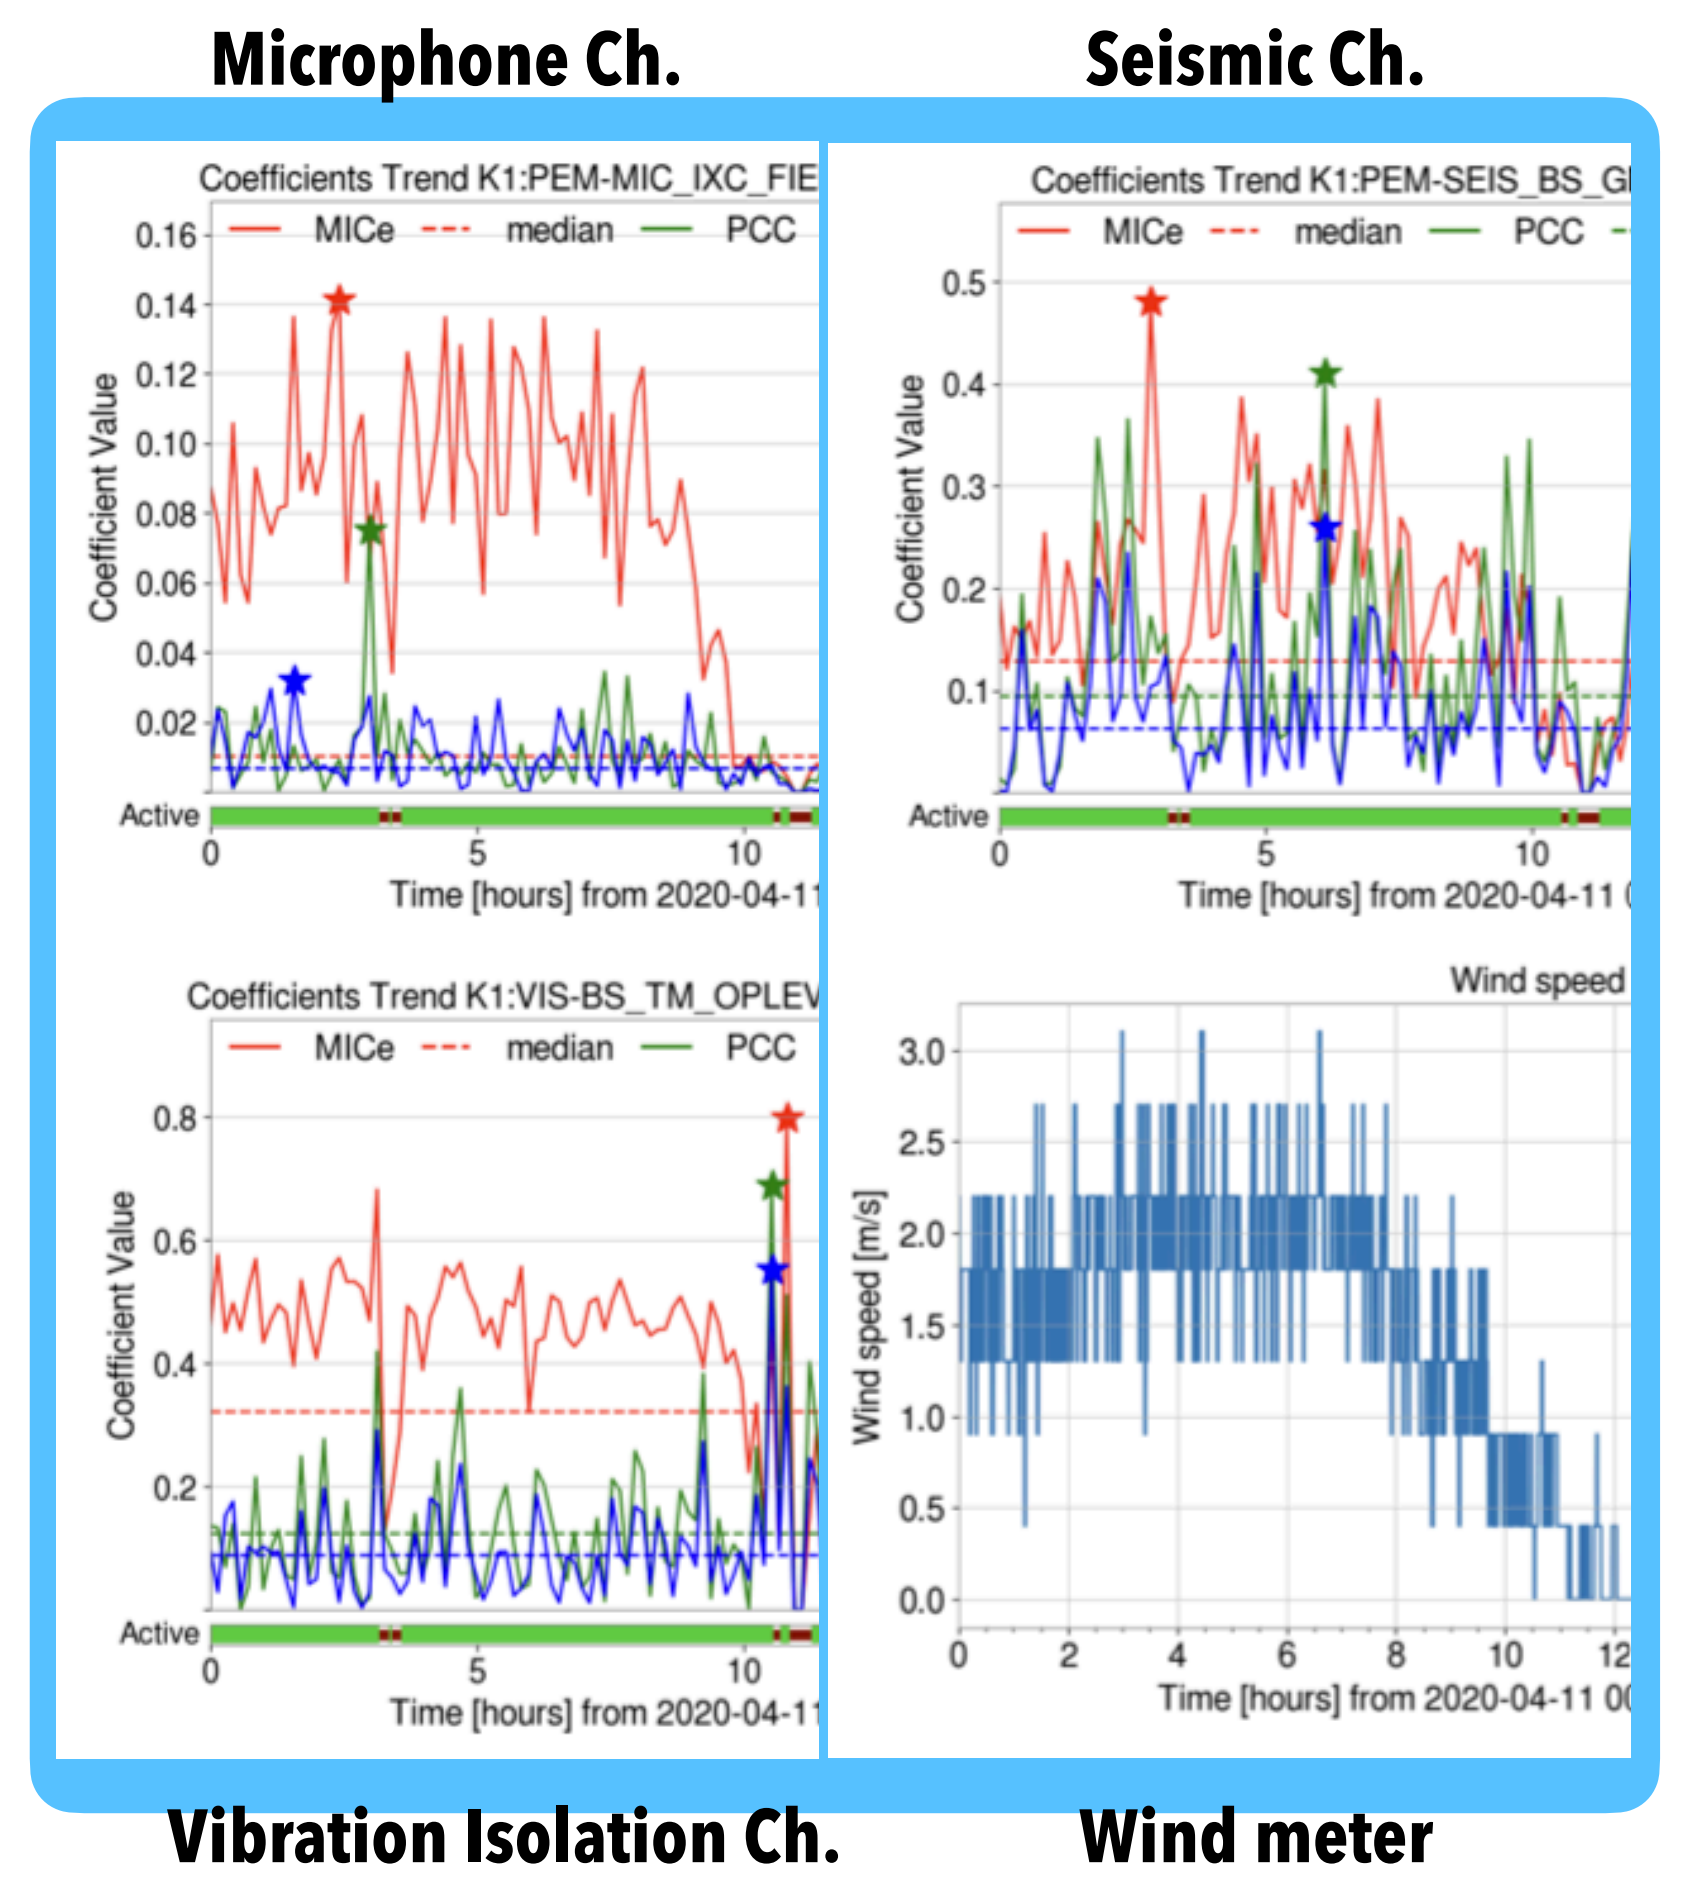 Microphone Ch.
Seismic Ch.
Coefficients Trend K1:PEM-MIC_IXC_FIE
MICe median PCC
0.16
0.14
0.12
0.10
0.08
0.06
0.04
0.02
Coefficient Value
Active
0 5 10
Time [hours] from 2020-04-11
Coefficients Trend K1:PEM-SEIS_BS_G
MICe median PCC
0.5
0.4
0.3
0.2
0.1
Coefficient Value
Active
0 5 10
Time [hours] from 2020-04-11
Coefficients Trend K1:VIS-BS_TM_OPLEV
MICe median PCC
0.8
0.6
0.4
0.2
Coefficient Value
Active
0 5 10
Time [hours] from 2020-04-11
Wind speed
3.0
2.5
2.0
1.5
1.0
0.5
0.0
Wind speed [m/s]
0 2 4 6 8 10 12
Time [hours] from 2020-04-11 00
Vibration Isolation Ch.
Wind meter